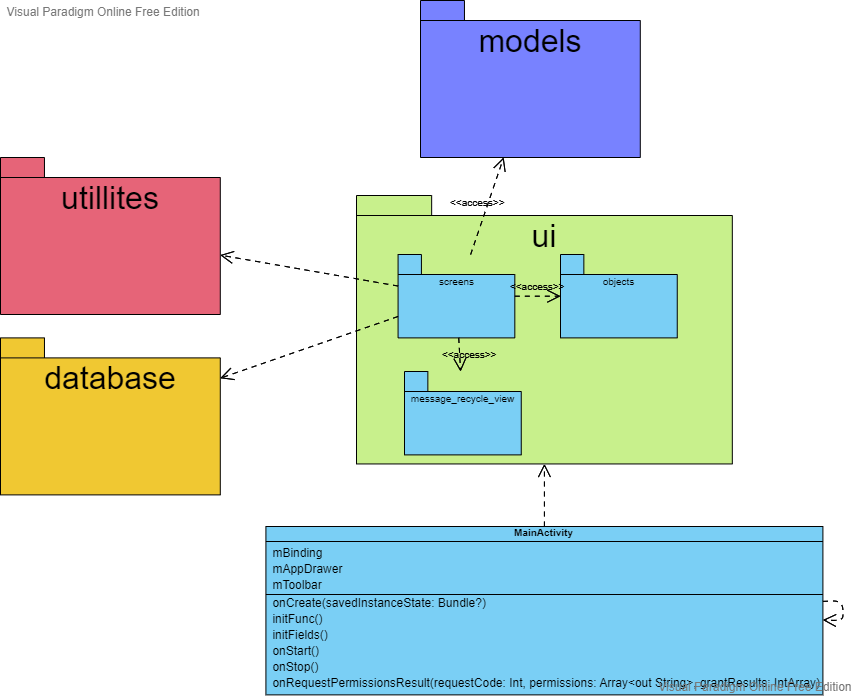 Visual Paradigm Online Free Edition
models
utillites
<<access>>
ui
screens
<<access>>
objects
<<access>>
database
message_recycle_view
MainActivity
mBinding
mAppDrawer
mToolbar
onCreate(savedInstanceState: Bundle?)
initFunc()
initFields()
onStart()
onStop()
onRequestPermissionsResult(requestCode: Int, permissions: Array<out String>, grantResults: IntArray)
Visual Paradigm Online Free Edition